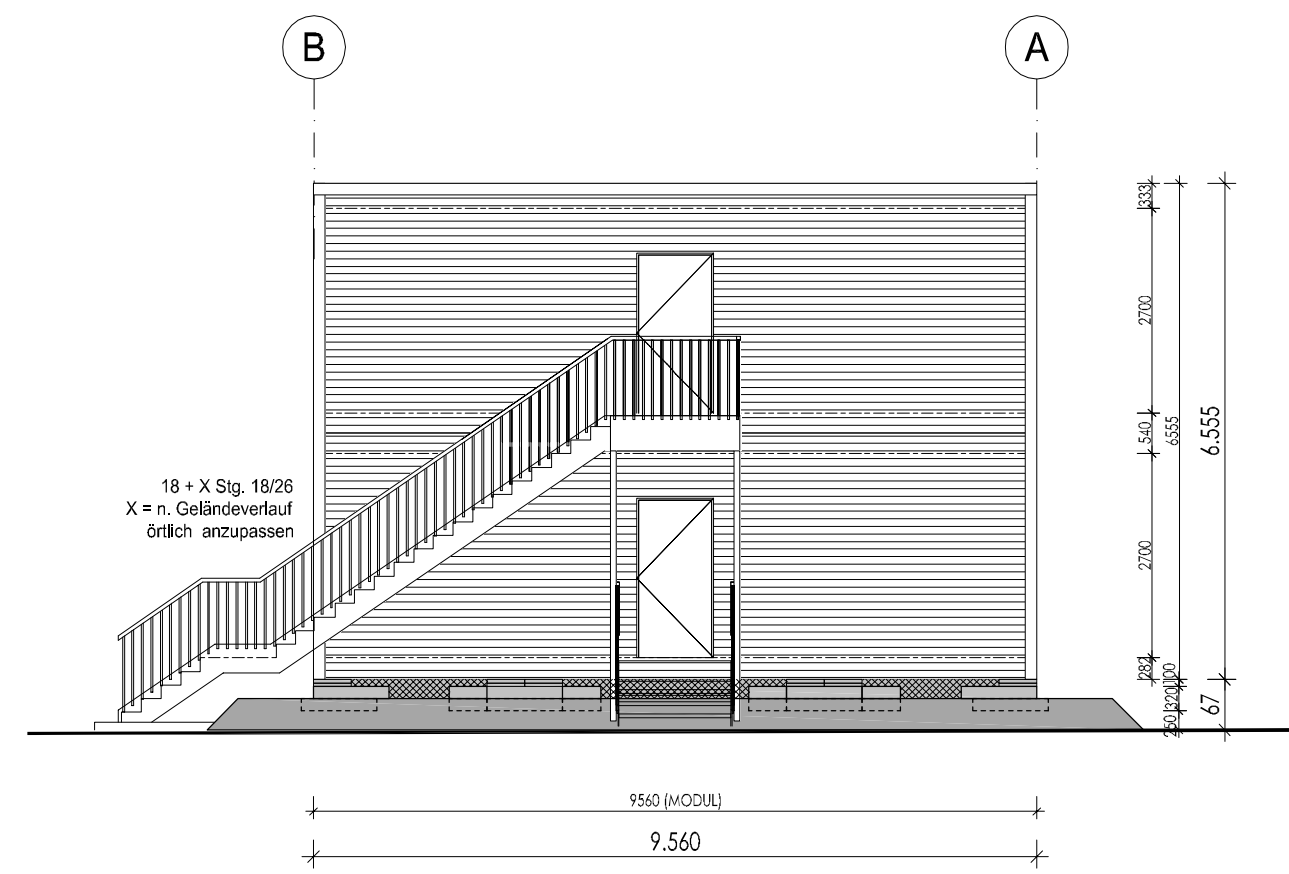 B
A
333
2700
540
2700
282
6555
6.555
100
320
250
67
18 + X Stg. 18/26
X = n. Geländeverlauf
örtlich anzupassen
9560 (MODUL)
9.560